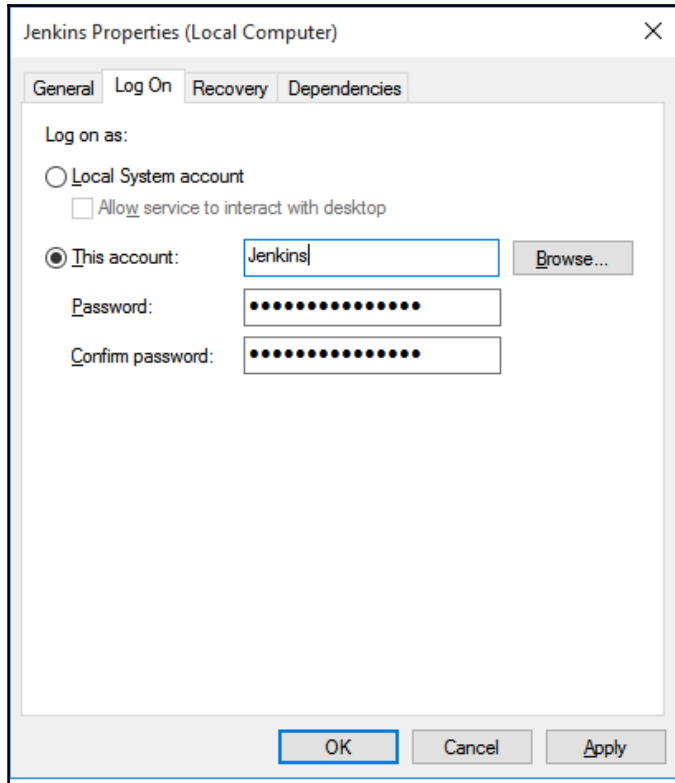 Jenkins Properties (Local Computer)
General Log On Recovery Dependencies
Log on as:
Local System account
Allow service to interact with desktop
This account: Jenkins Browse...
Password: •••••••••••••••
Confirm password: •••••••••••••••
OK Cancel Apply